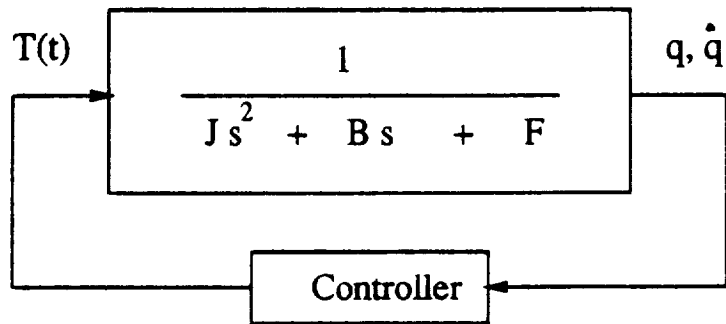 T(t)
1
J s² + B s + F
q, q̇
Controller